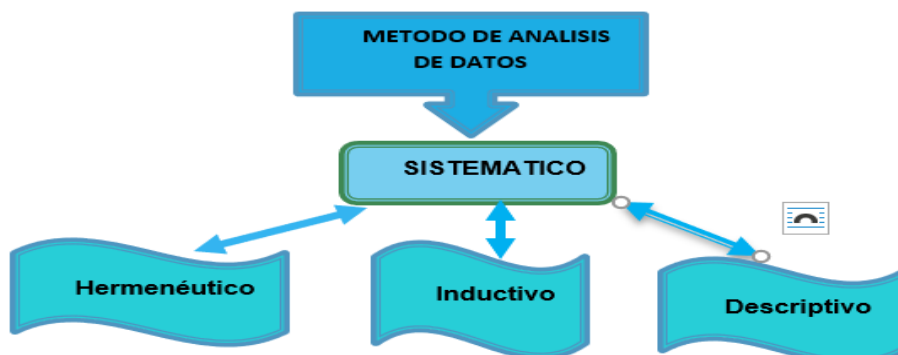 METODO DE ANALISIS
DE DATOS
SISTEMATICO
Hermenéutico
Inductivo
Descriptivo